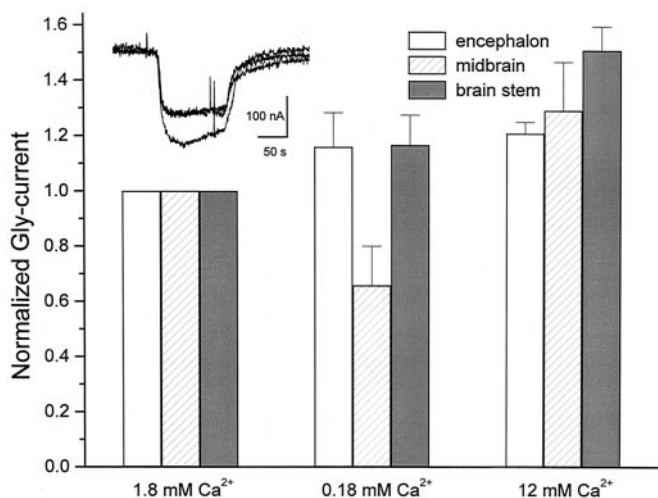 1.6
1.4
1.2
1.0
0.8
0.6
0.4
0.2
0.0
Normalized Gly-current
100 nA
50 s
encephalon
midbrain
brain stem
1.8 mM Ca²⁺ 0.18 mM Ca²⁺ 12 mM Ca²⁺